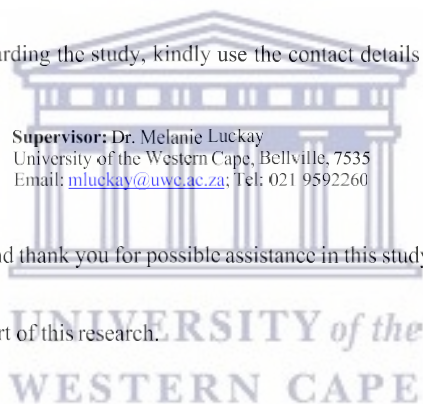 arding the study, kindly use the contact details
Supervisor: Dr. Melanie Luckay
University of the Western Cape, Bellville, 7535
Email: mluckay@uwc.ac.za; Tel: 021 9592260
nd thank you for possible assistance in this study
UNIVERSITY of the
rt of this research.
WESTERN CAPE